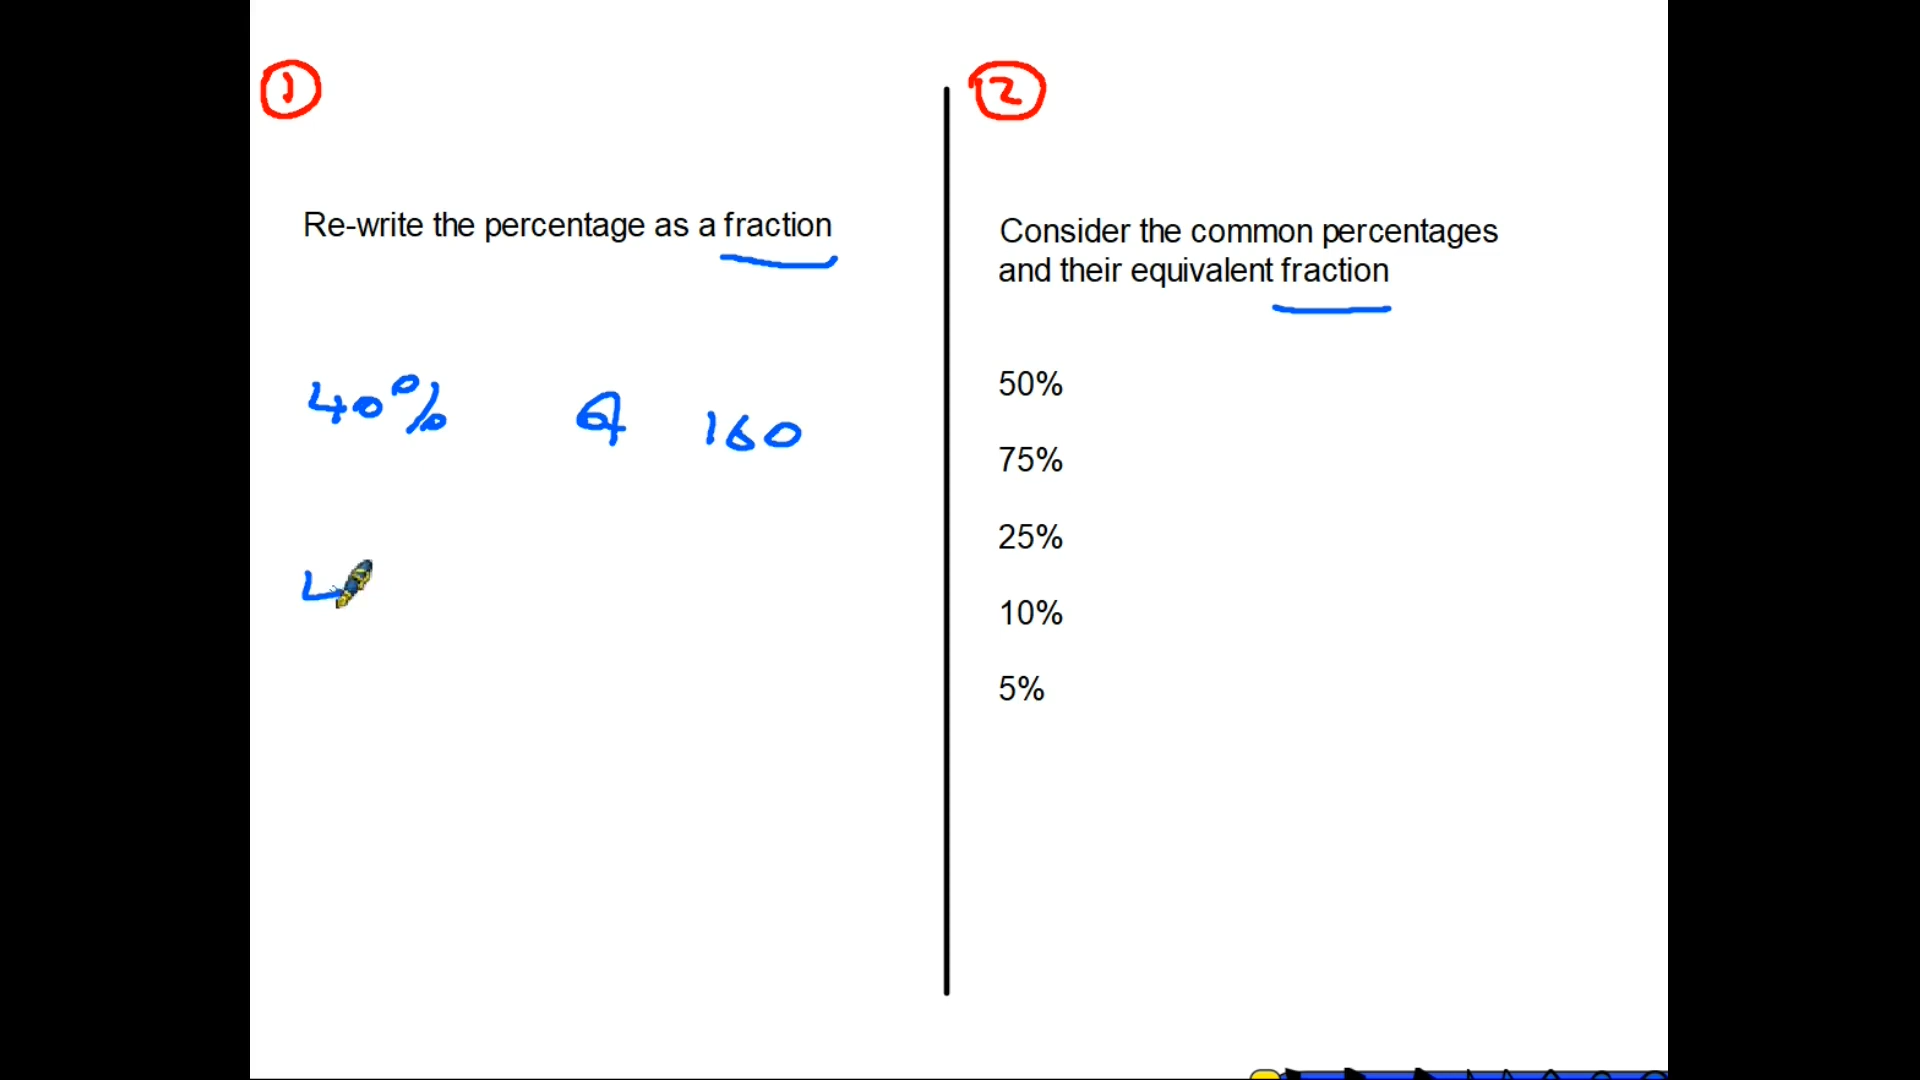 1
Re-write the percentage as a fraction
40% of 160
4
2
Consider the common percentages
and their equivalent fraction
50%
75%
25%
10%
5%